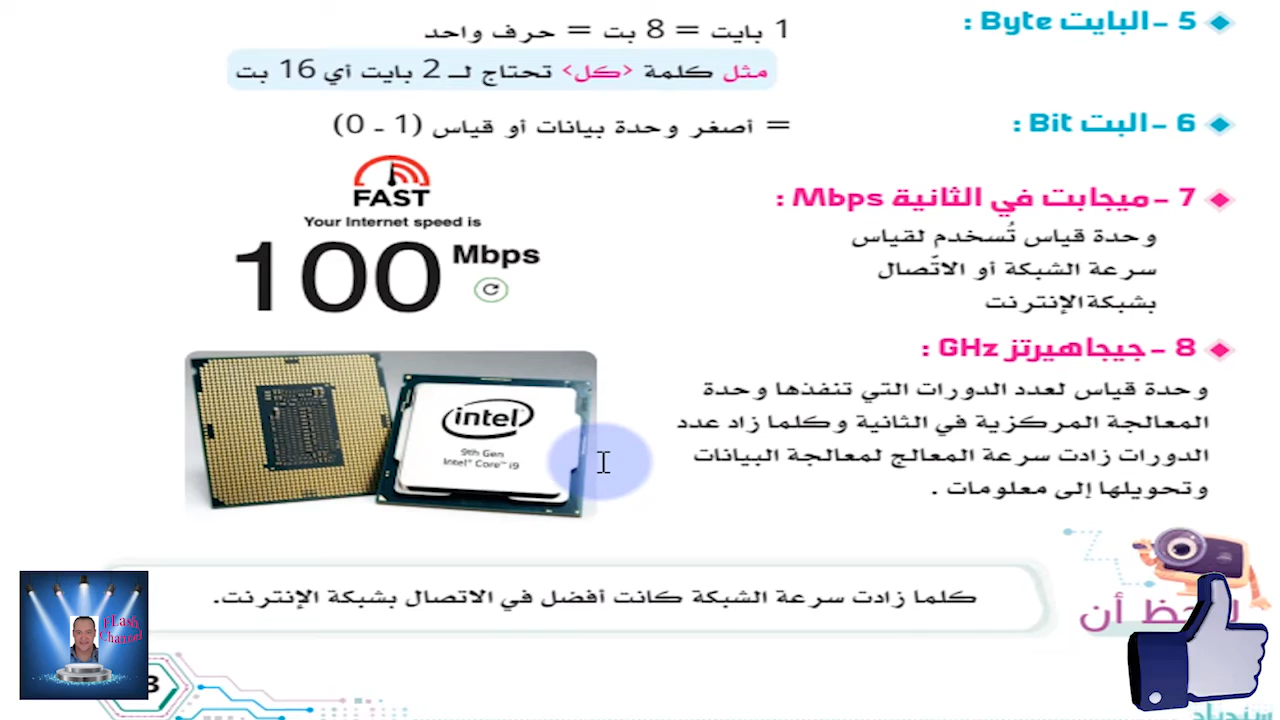 5 - البايت Byte :
1 بايت = 8 بت = حرف واحد
مثل كلمة <كل> تحتاج لـ 2 بايت أي 16 بت
6 - البت Bit :
= أصغر وحدة بيانات أو قياس (1 - 0)
FAST
Your Internet speed is
100 Mbps
7 - ميجابت في الثانية Mbps :
وحدة قياس تُستخدم لقياس
سرعة الشبكة أو الاتّصال
بشبكة الإنترنت
8 - جيجاهيرتز GHz :
وحدة قياس لعدد الدورات التي تنفذها وحدة
المعالجة المركزية في الثانية وكلما زاد عدد
الدورات زادت سرعة المعالج لمعالجة البيانات
وتحويلها إلى معلومات .
intel
9th Gen
Intel® Core™ i9
أن
كلما زادت سرعة الشبكة كانت أفضل في الاتصال بشبكة الإنترنت.
FLash
Channel
3